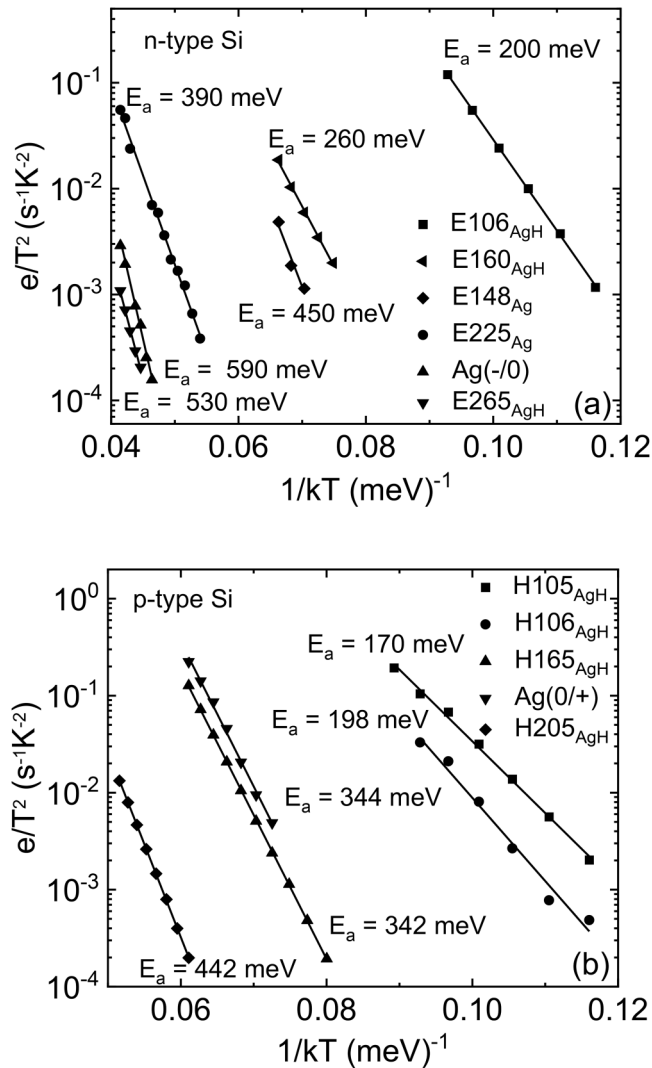 n-type Si
E_a = 200 meV
10^-1
E_a = 390 meV
E_a = 260 meV
10^-2
e/T^2 (s^-1K^-2)
E106_AgH
E160_AgH
E148_Ag
E225_Ag
Ag(-/0)
E265_AgH
10^-3
E_a = 450 meV
E_a = 590 meV
E_a = 530 meV
10^-4
(a)
0.04 0.06 0.08 0.10 0.12
1/kT (meV)^-1
10^0
p-type Si
H105_AgH
H106_AgH
H165_AgH
Ag(0/+)
H205_AgH
E_a = 170 meV
10^-1
E_a = 198 meV
e/T^2 (s^-1K^-2)
10^-2
E_a = 344 meV
10^-3
E_a = 342 meV
E_a = 442 meV
10^-4
(b)
0.06 0.08 0.10 0.12
1/kT (meV)^-1